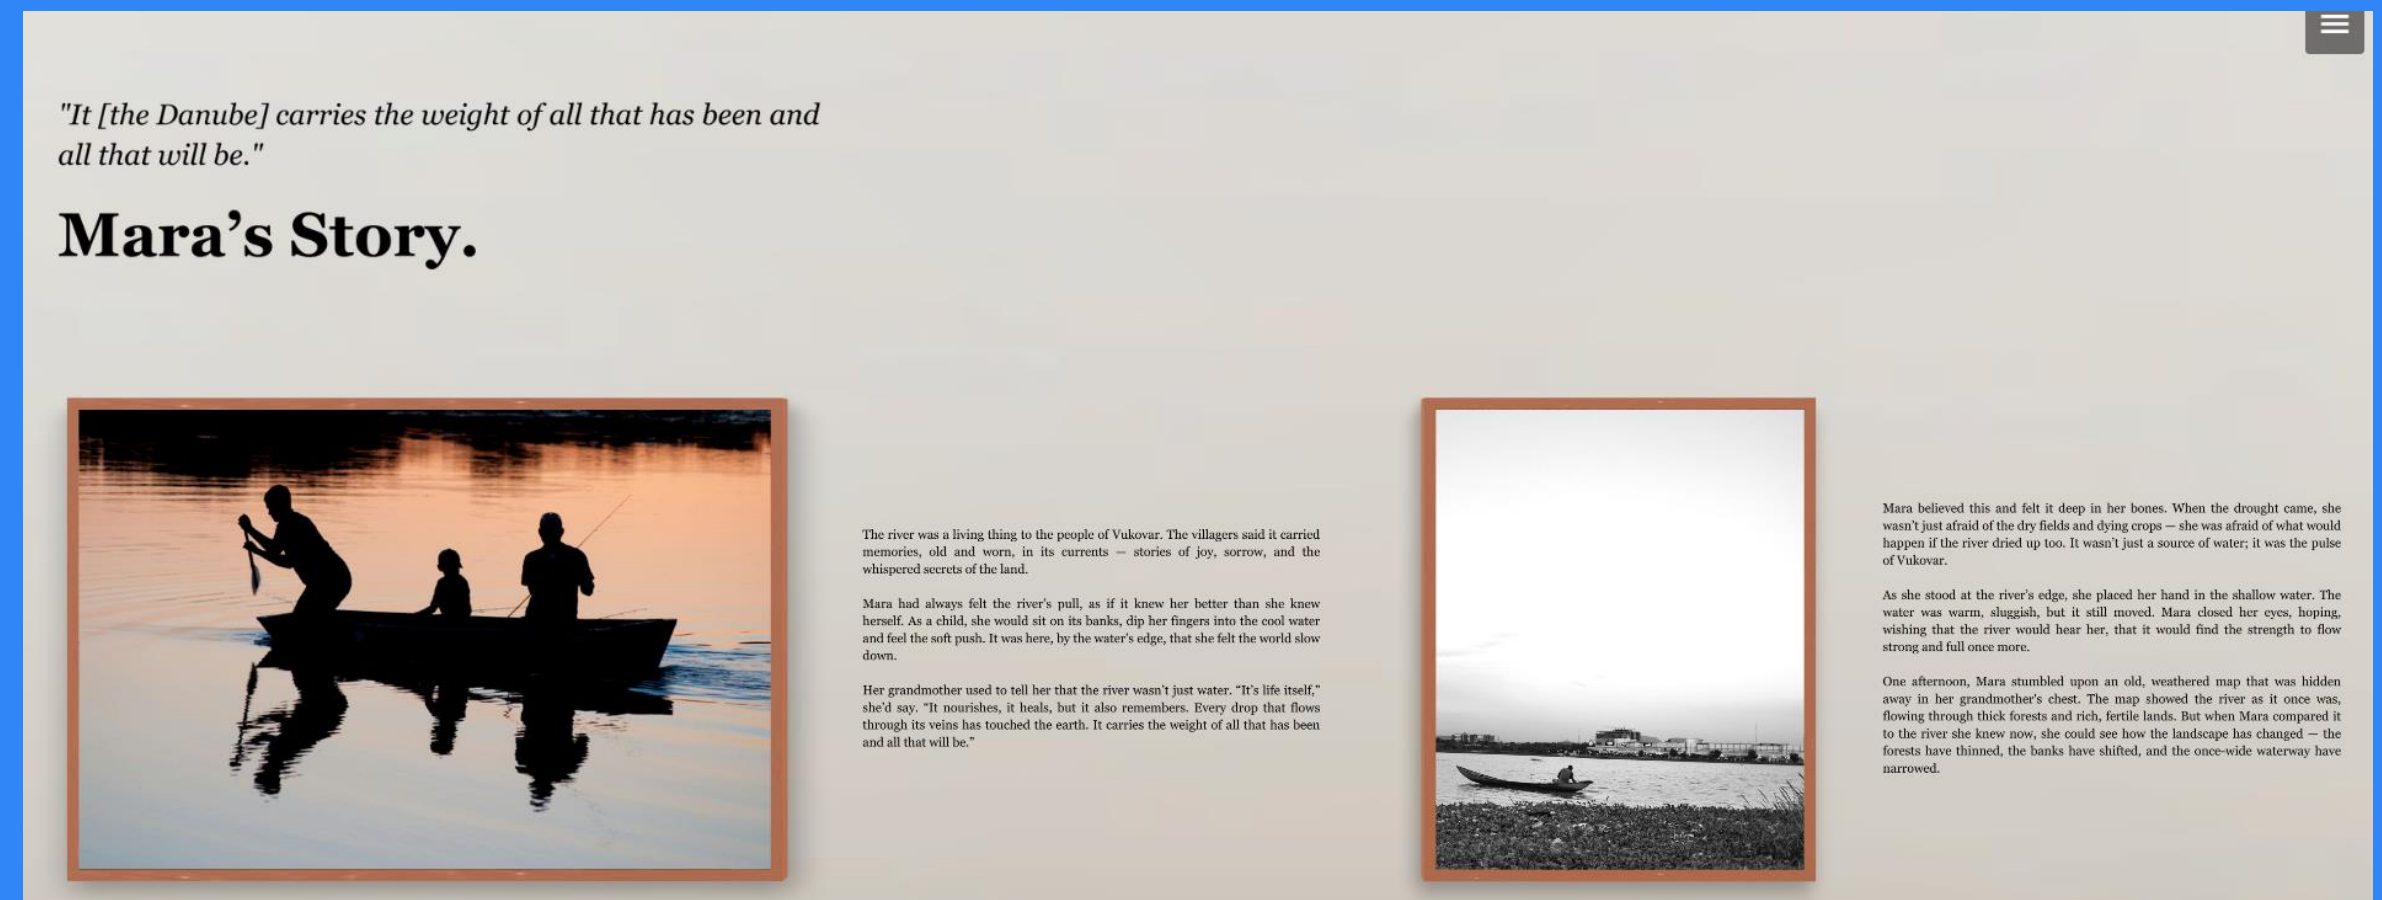 "It [the Danube] carries the weight of all that has been and
all that will be."
Mara’s Story.
The river was a living thing to the people of Vukovar. The villagers said it carried
memories, old and worn, in its currents — stories of joy, sorrow, and the
whispered secrets of the land.
Mara had always felt the river’s pull, as if it knew her better than she knew
herself. As a child, she would sit on its banks, dip her fingers into the cool water
and feel the soft push. It was here, by the water’s edge, that she felt the world slow
down.
Her grandmother used to tell her that the river wasn’t just water. “It’s life itself,”
she’d say. “It nourishes, it heals, but it also remembers. Every drop that flows
through its veins has touched the earth. It carries the weight of all that has been
and all that will be.”
Mara believed this and felt it deep in her bones. When the drought came, she
wasn’t just afraid of the dry fields and dying crops — she was afraid of what would
happen if the river dried up too. It wasn’t just a source of water; it was the pulse
of Vukovar.
As she stood at the river’s edge, she placed her hand in the shallow water. The
water was warm, sluggish, but it still moved. Mara closed her eyes, hoping,
wishing that the river would hear her, that it would find the strength to flow
strong and full once more.
One afternoon, Mara stumbled upon an old, weathered map that was hidden
away in her grandmother’s chest. The map showed the river as it once was,
flowing through thick forests and rich, fertile lands. But when Mara compared it
to the river she knew now, she could see how the landscape has changed — the
forests have thinned, the banks have shifted, and the once-wide waterway have
narrowed.